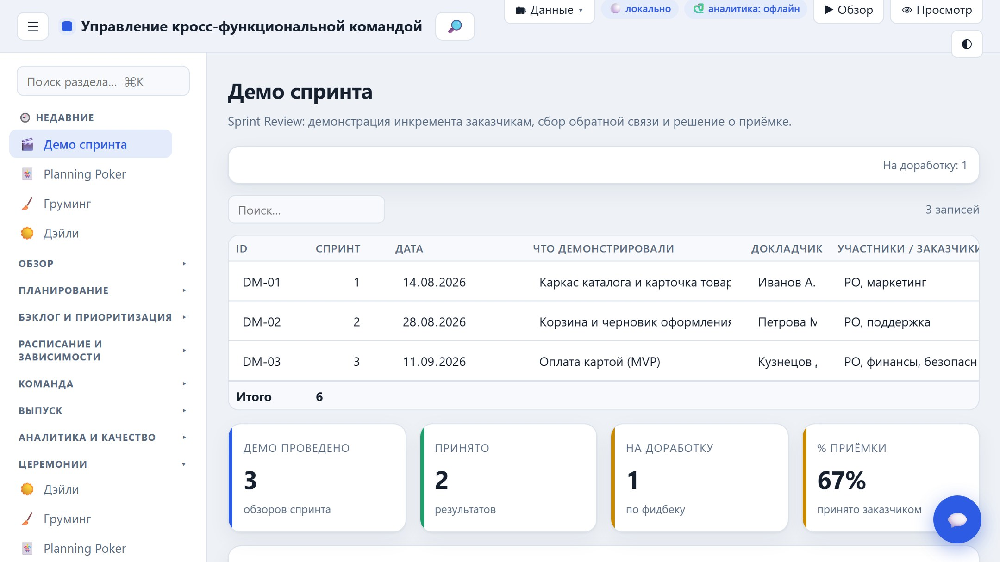 ☰ Управление кросс-функциональной командой
Данные ▾
локально
аналитика: офлайн
▶ Обзор
Просмотр
Поиск раздела... ⌘K
НЕДАВНИЕ
Демо спринта
Planning Poker
Груминг
Дэйли
ОБЗОР
ПЛАНИРОВАНИЕ
БЭКЛОГ И ПРИОРИТИЗАЦИЯ
РАСПИСАНИЕ И
ЗАВИСИМОСТИ
КОМАНДА
ВЫПУСК
АНАЛИТИКА И КАЧЕСТВО
ЦЕРЕМОНИИ
Дэйли
Груминг
Planning Poker
Демо спринта
Sprint Review: демонстрация инкремента заказчикам, сбор обратной связи и решение о приёмке.
На доработку: 1
Поиск...
3 записей
ID СПРИНТ ДАТА ЧТО ДЕМОНСТРИРОВАЛИ ДОКЛАДЧИК УЧАСТНИКИ / ЗАКАЗЧИКИ
DM-01 1 14.08.2026 Каркас каталога и карточка товар Иванов А. PO, маркетинг
DM-02 2 28.08.2026 Корзина и черновик оформления Петрова М PO, поддержка
DM-03 3 11.09.2026 Оплата картой (MVP) Кузнецов PO, финансы, безопасн
Итого 6
ДЕМО ПРОВЕДЕНО
3
обзоров спринта
ПРИНЯТО
2
результатов
НА ДОРАБОТКУ
1
по фидбеку
% ПРИЁМКИ
67%
принято заказчиком